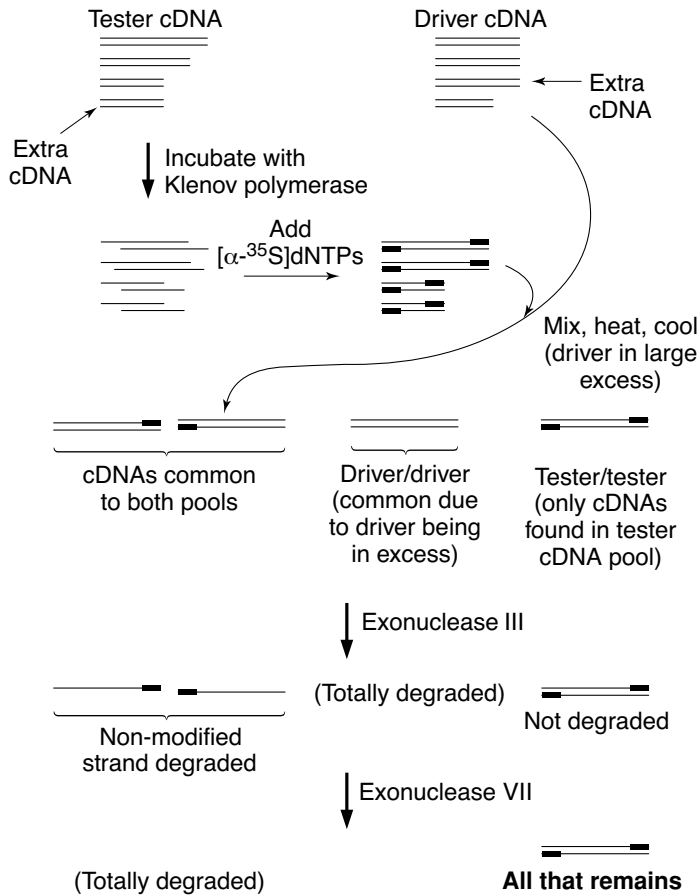 Tester cDNA
Driver cDNA
Extra
cDNA
Extra
cDNA
Incubate with
Klenov polymerase
Add
[α-³⁵S]dNTPs
Mix, heat, cool
(driver in large
excess)
cDNAs common
to both pools
Driver/driver
(common due
to driver being
in excess)
Tester/tester
(only cDNAs
found in tester
cDNA pool)
Exonuclease III
(Totally degraded)
Not degraded
Non-modified
strand degraded
Exonuclease VII
(Totally degraded)
All that remains